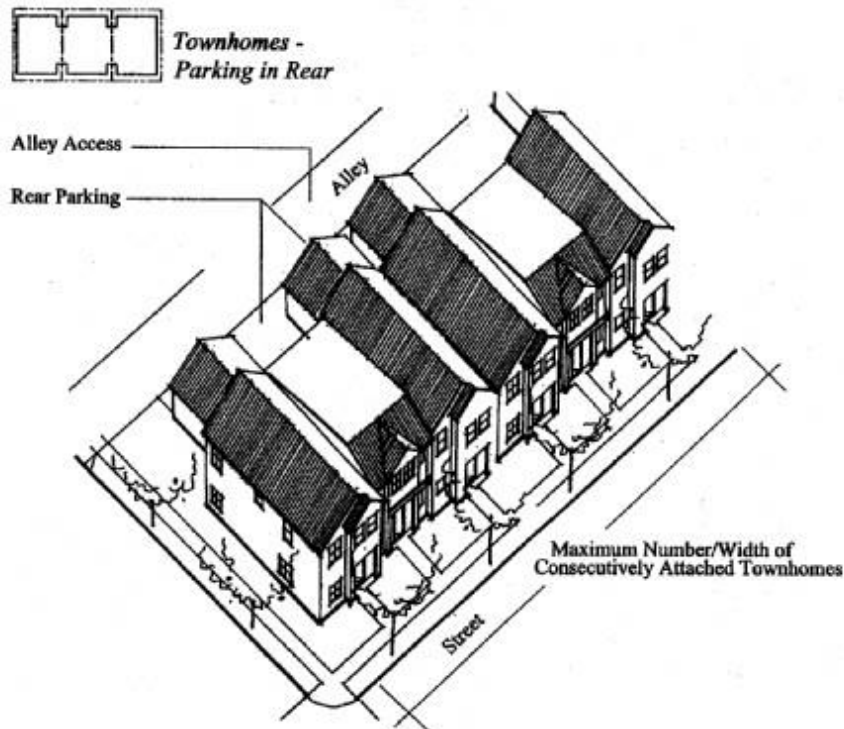 Townhomes -
Parking in Rear
Alley Access
Alley
Rear Parking
Maximum Number/Width of
Consecutively Attached Townhomes
Street